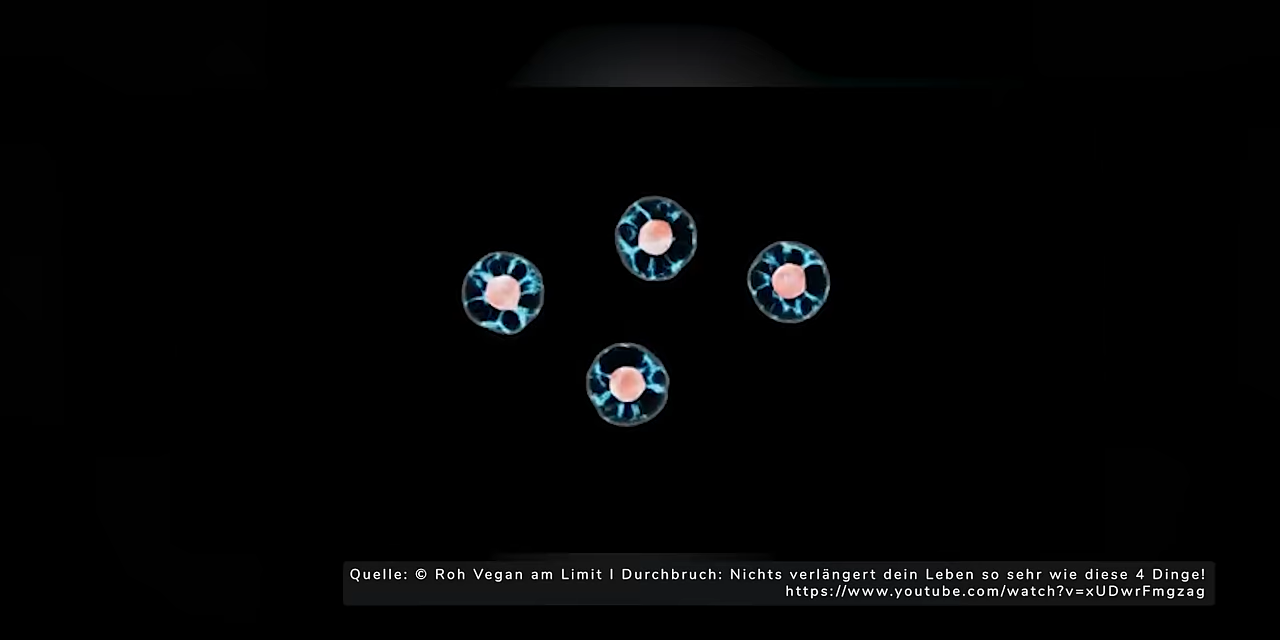 Quelle: © Roh Vegan am Limit I Durchbruch: Nichts verlängert dein Leben so sehr wie diese 4 Dinge!
https://www.youtube.com/watch?v=xUDwrFmgzag